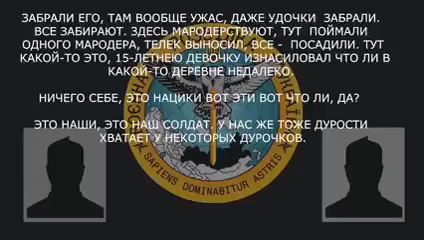 ЗАБРАЛИ ЕГО, ТАМ ВООБЩЕ УЖАС, ДАЖЕ УДОЧКИ ЗАБРАЛИ.
ВСЕ ЗАБИРАЮТ. ЗДЕСЬ МАРОДЕРСТВУЮТ, ТУТ ПОЙМАЛИ
ОДНОГО МАРОДЕРА, ТЕЛЕК ВЫНОСИЛ, ВСЕ - ПОСАДИЛИ. ТУТ
КАКОЙ-ТО ЭТО, 15-ЛЕТНЕЮ ДЕВОЧКУ ИЗНАСИЛОВАЛ ЧТО ЛИ В
КАКОЙ-ТО ДЕРЕВНЕ НЕДАЛЕКО.
НИЧЕГО СЕБЕ, ЭТО НАЦИКИ ВОТ ЭТИ ВОТ ЧТО ЛИ, ДА?
ЭТО НАШИ, ЭТО НАШ СОЛДАТ. У НАС ЖЕ ТОЖЕ ДУРОСТИ
ХВАТАЕТ У НЕКОТОРЫХ ДУРОЧКОВ.
SAPIENS DOMINABITUR ASTRIS